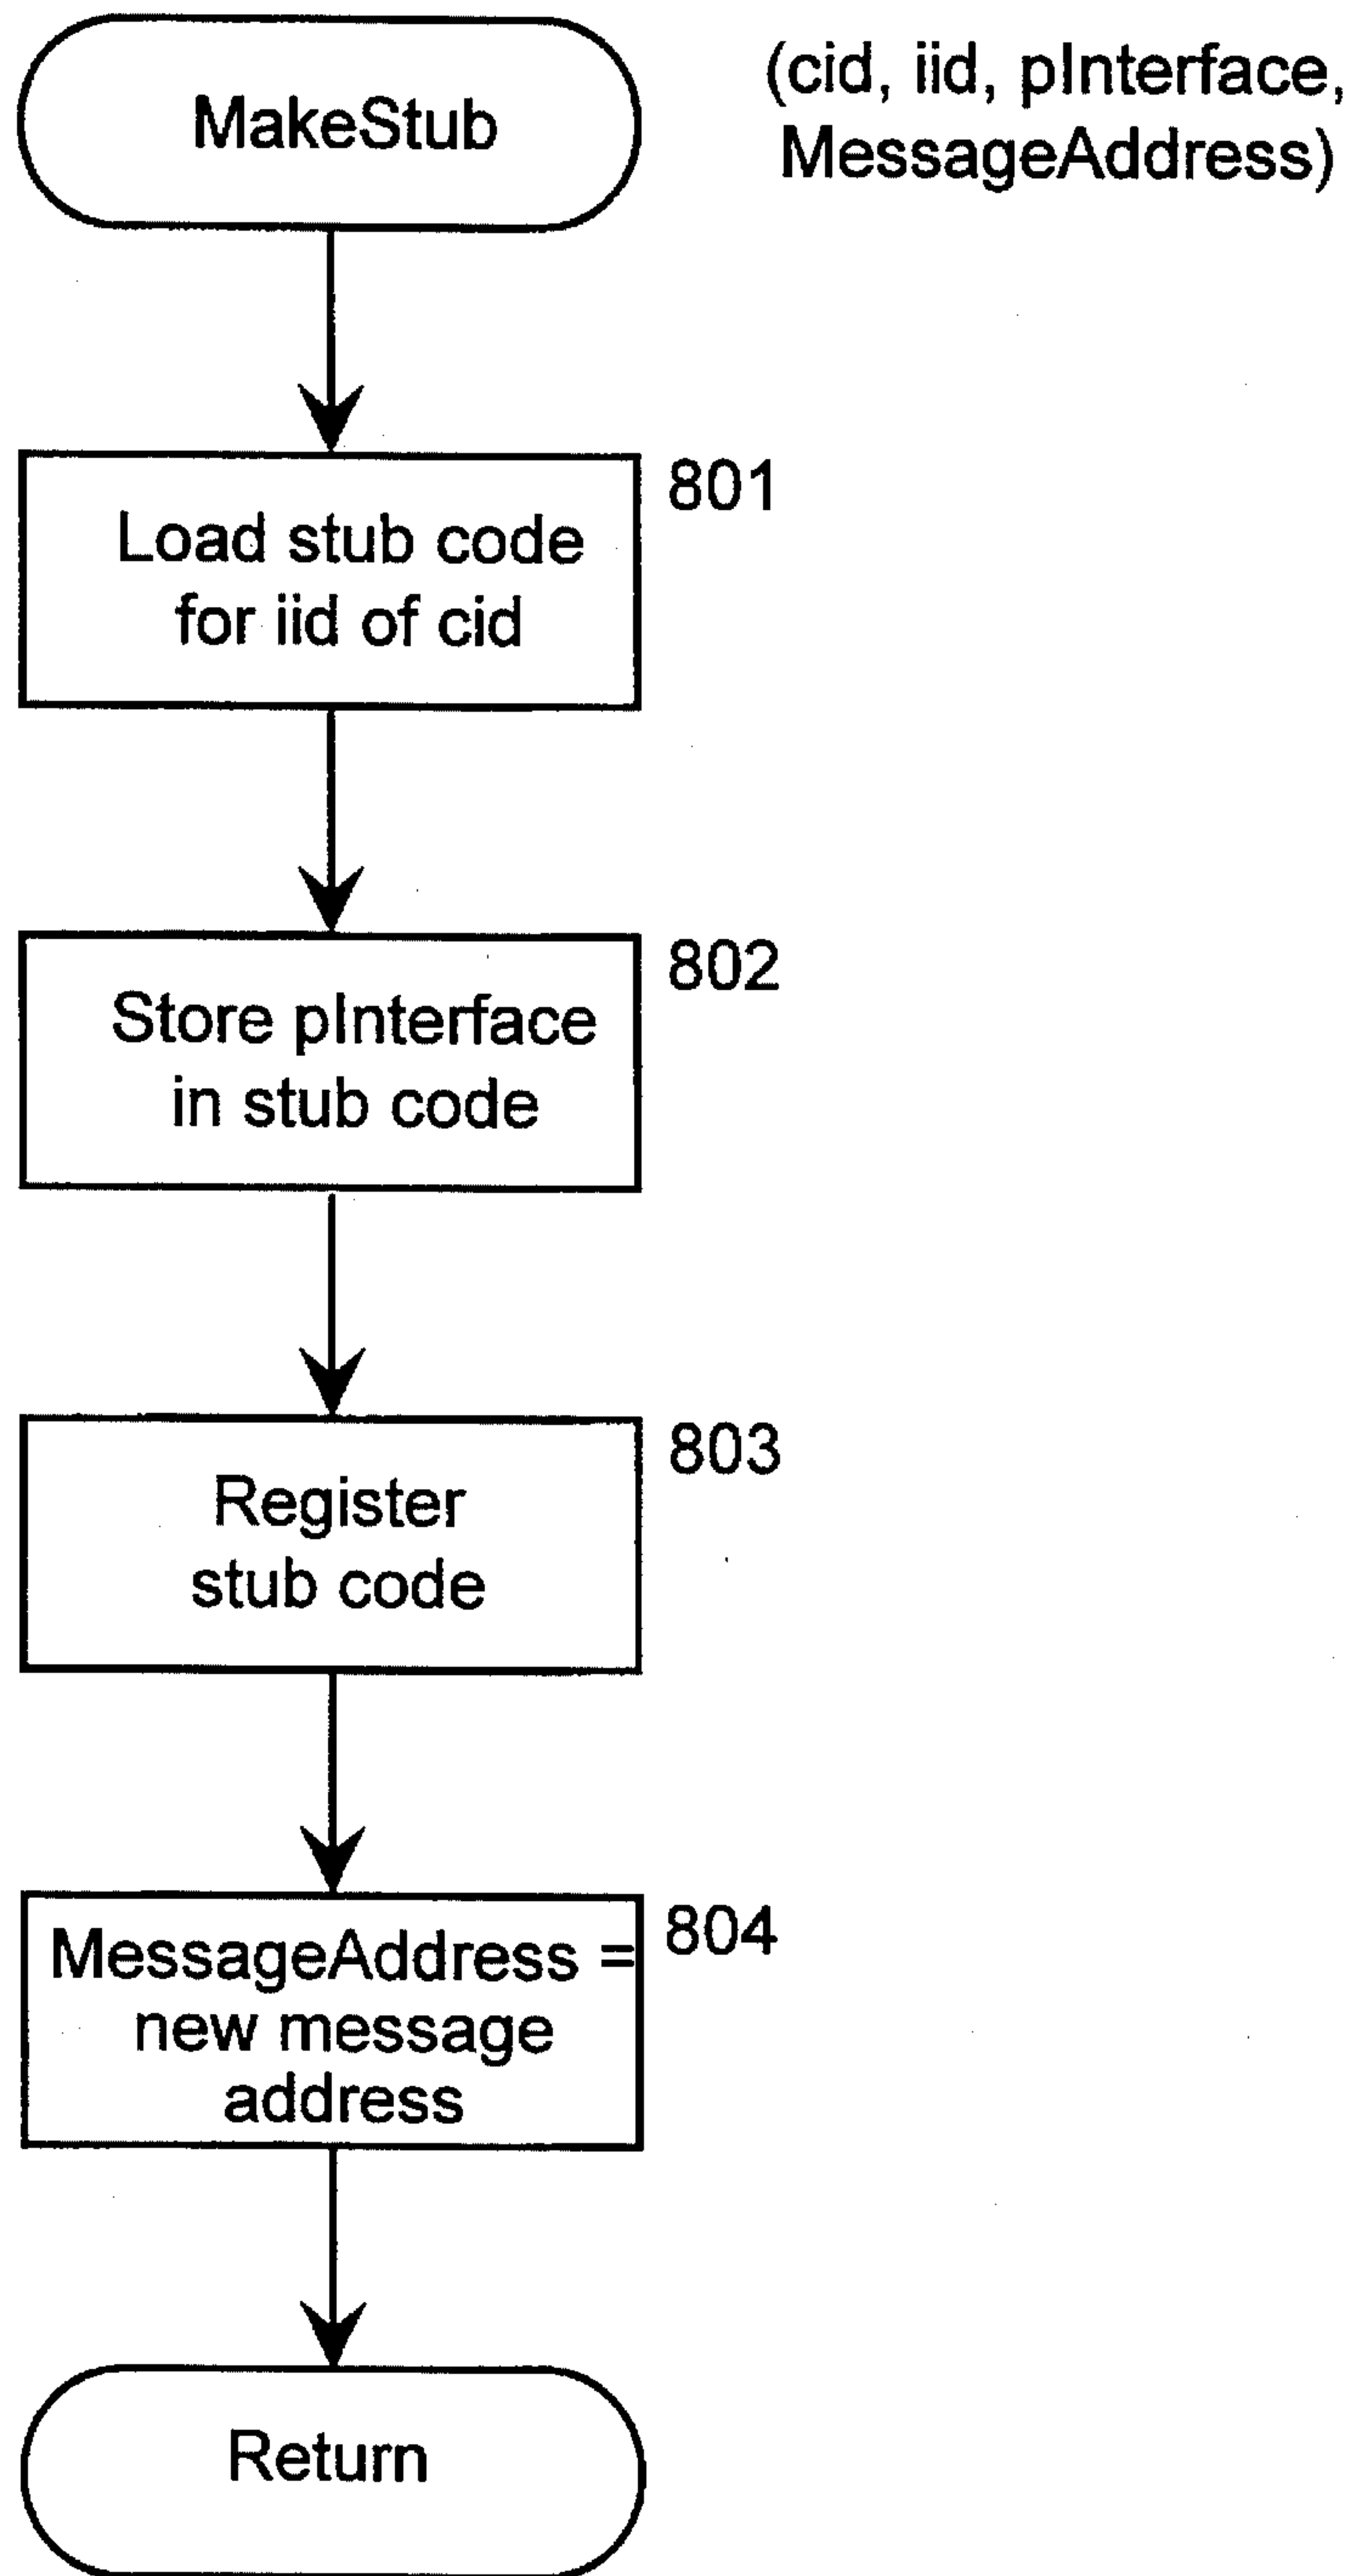 MakeStub
(cid, iid, pInterface,
MessageAddress)
801
Load stub code
for iid of cid
802
Store pInterface
in stub code
803
Register
stub code
804
MessageAddress =
new message
address
Return